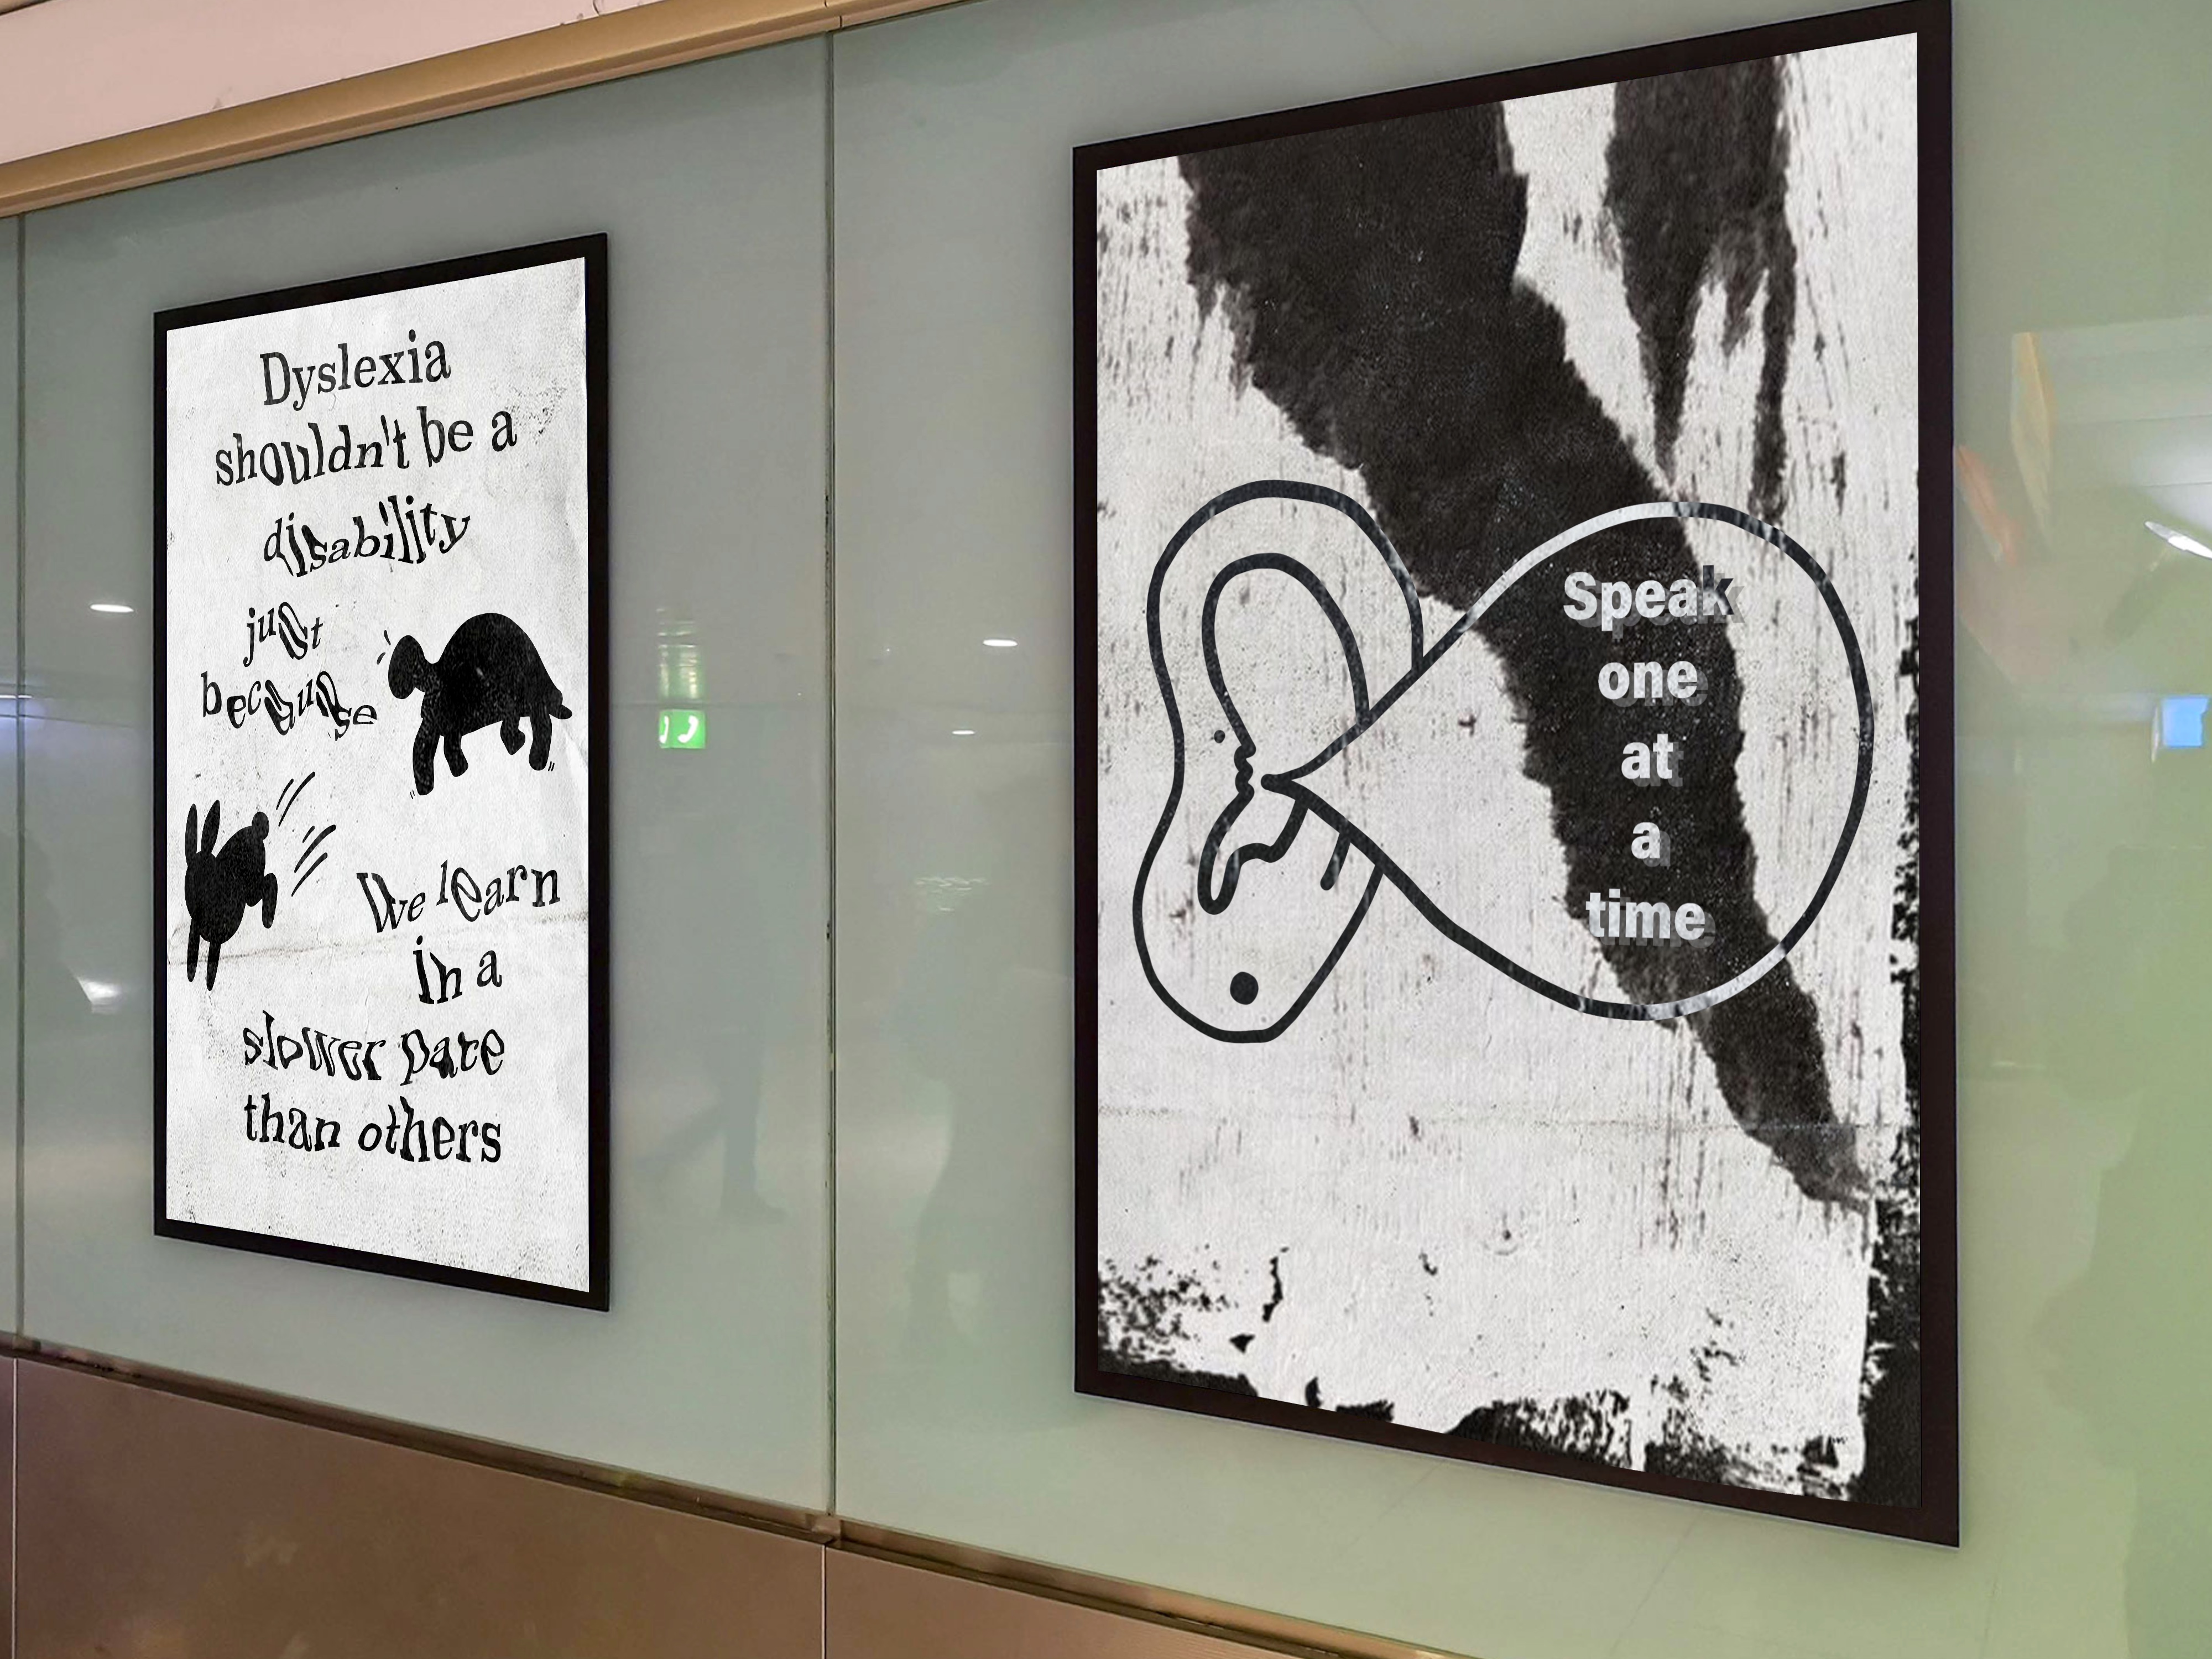 Dyslexia
shouldn't be a
disability
just
because
We learn
in a
slower pace
than others
Speak
one
at
a
time